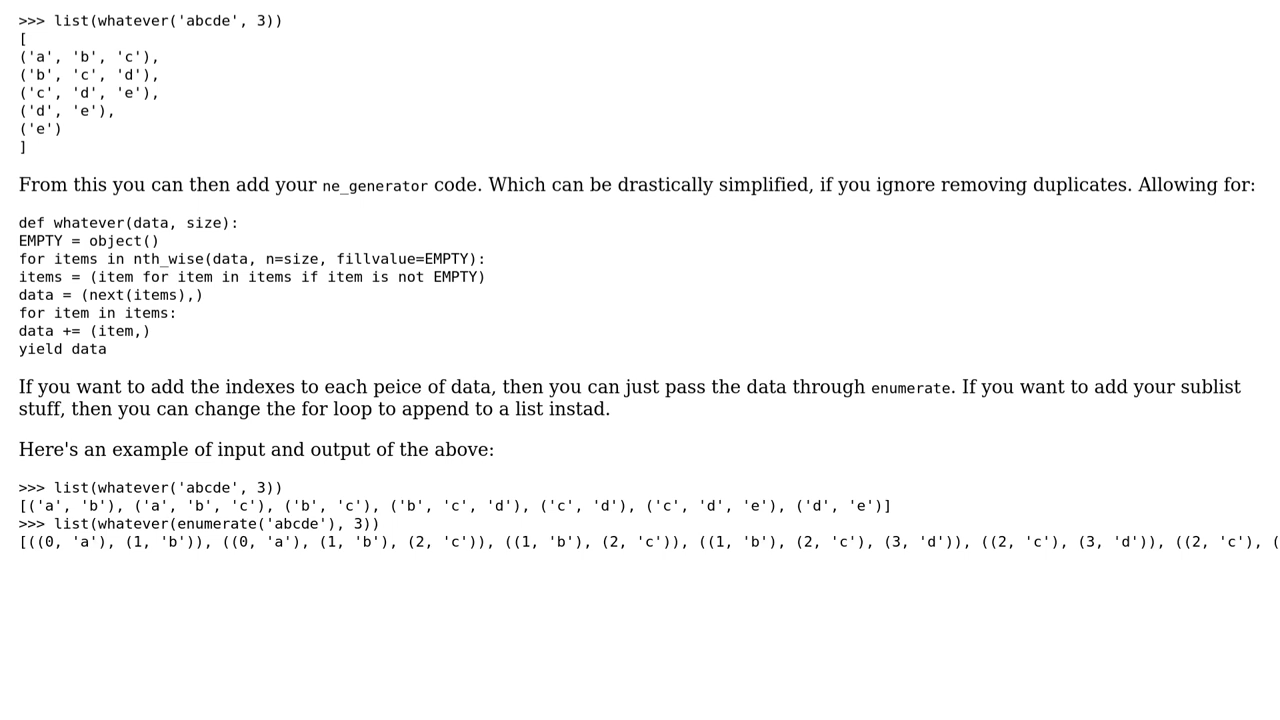 >>> list(whatever('abcde', 3))
[
('a', 'b', 'c'),
('b', 'c', 'd'),
('c', 'd', 'e'),
('d', 'e'),
('e')
]
From this you can then add your ne_generator code. Which can be drastically simplified, if you ignore removing duplicates. Allowing for:
def whatever(data, size):
EMPTY = object()
for items in nth_wise(data, n=size, fillvalue=EMPTY):
items = (item for item in items if item is not EMPTY)
data = (next(items),)
for item in items:
data += (item,)
yield data
If you want to add the indexes to each peice of data, then you can just pass the data through enumerate. If you want to add your sublist
stuff, then you can change the for loop to append to a list instad.
Here's an example of input and output of the above:
>>> list(whatever('abcde', 3))
[('a', 'b'), ('a', 'b', 'c'), ('b', 'c'), ('b', 'c', 'd'), ('c', 'd'), ('c', 'd', 'e'), ('d', 'e')]
>>> list(whatever(enumerate('abcde'), 3))
[((0, 'a'), (1, 'b')), ((0, 'a'), (1, 'b'), (2, 'c')), ((1, 'b'), (2, 'c')), ((1, 'b'), (2, 'c'), (3, 'd')), ((2, 'c'), (3, 'd')), ((2, 'c'), (